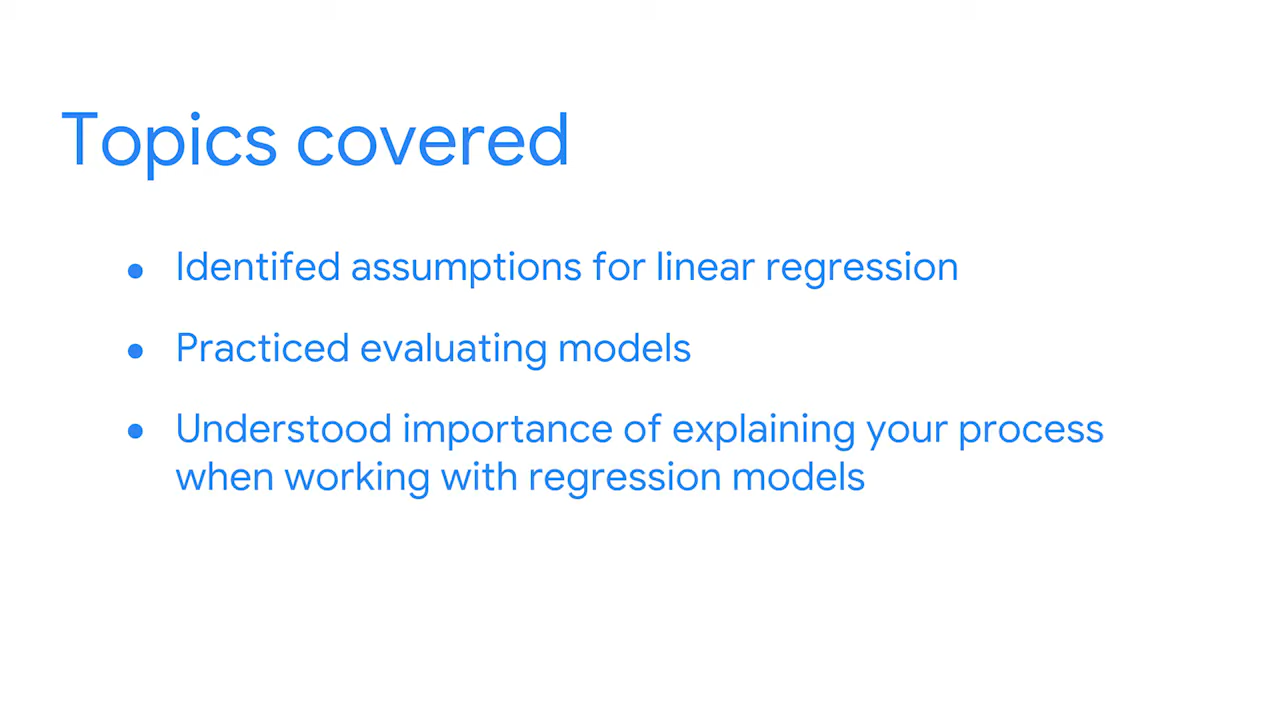 Topics covered
● Identifed assumptions for linear regression
● Practiced evaluating models
● Understood importance of explaining your process
when working with regression models